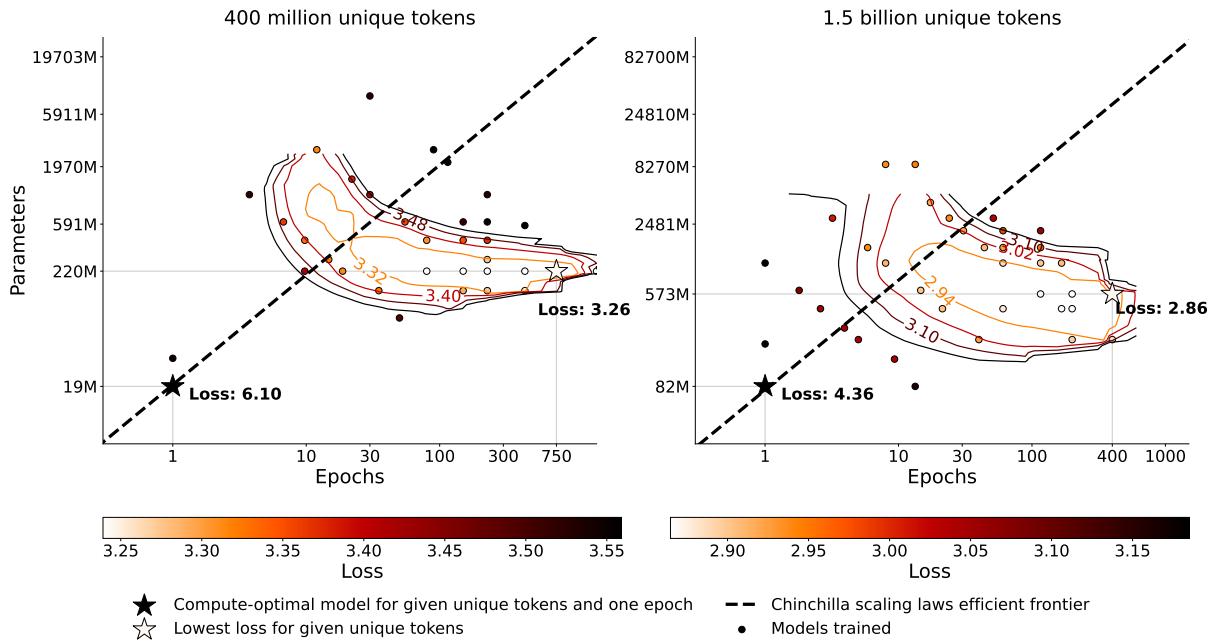 400 million unique tokens
1.5 billion unique tokens
Parameters
19703M
5911M
1970M
591M
220M
19M
3.48
3.32
3.40
Loss: 3.26
Loss: 6.10
1
10
30
100
300
750
Epochs
82700M
24810M
8270M
2481M
573M
82M
3.10
3.02
2.94
3.10
Loss: 2.86
Loss: 4.36
1
10
30
100
400
1000
Epochs
3.25
3.30
3.35
3.40
3.45
3.50
3.55
Loss
2.90
2.95
3.00
3.05
3.10
3.15
Loss
Compute-optimal model for given unique tokens and one epoch
Lowest loss for given unique tokens
Chinchilla scaling laws efficient frontier
Models trained